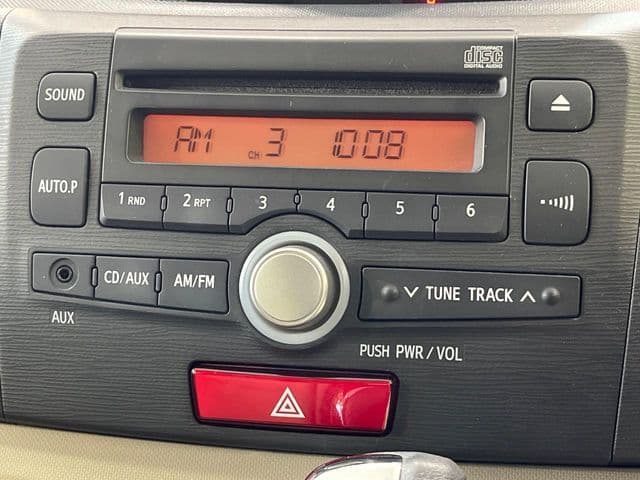 COMPACT
disc
DIGITAL AUDIO
SOUND
AM CH 3 1008
AUTO.P
1 RND 2 RPT 3 4 5 6
CD/AUX AM/FM
TUNE TRACK
AUX
PUSH PWR/VOL